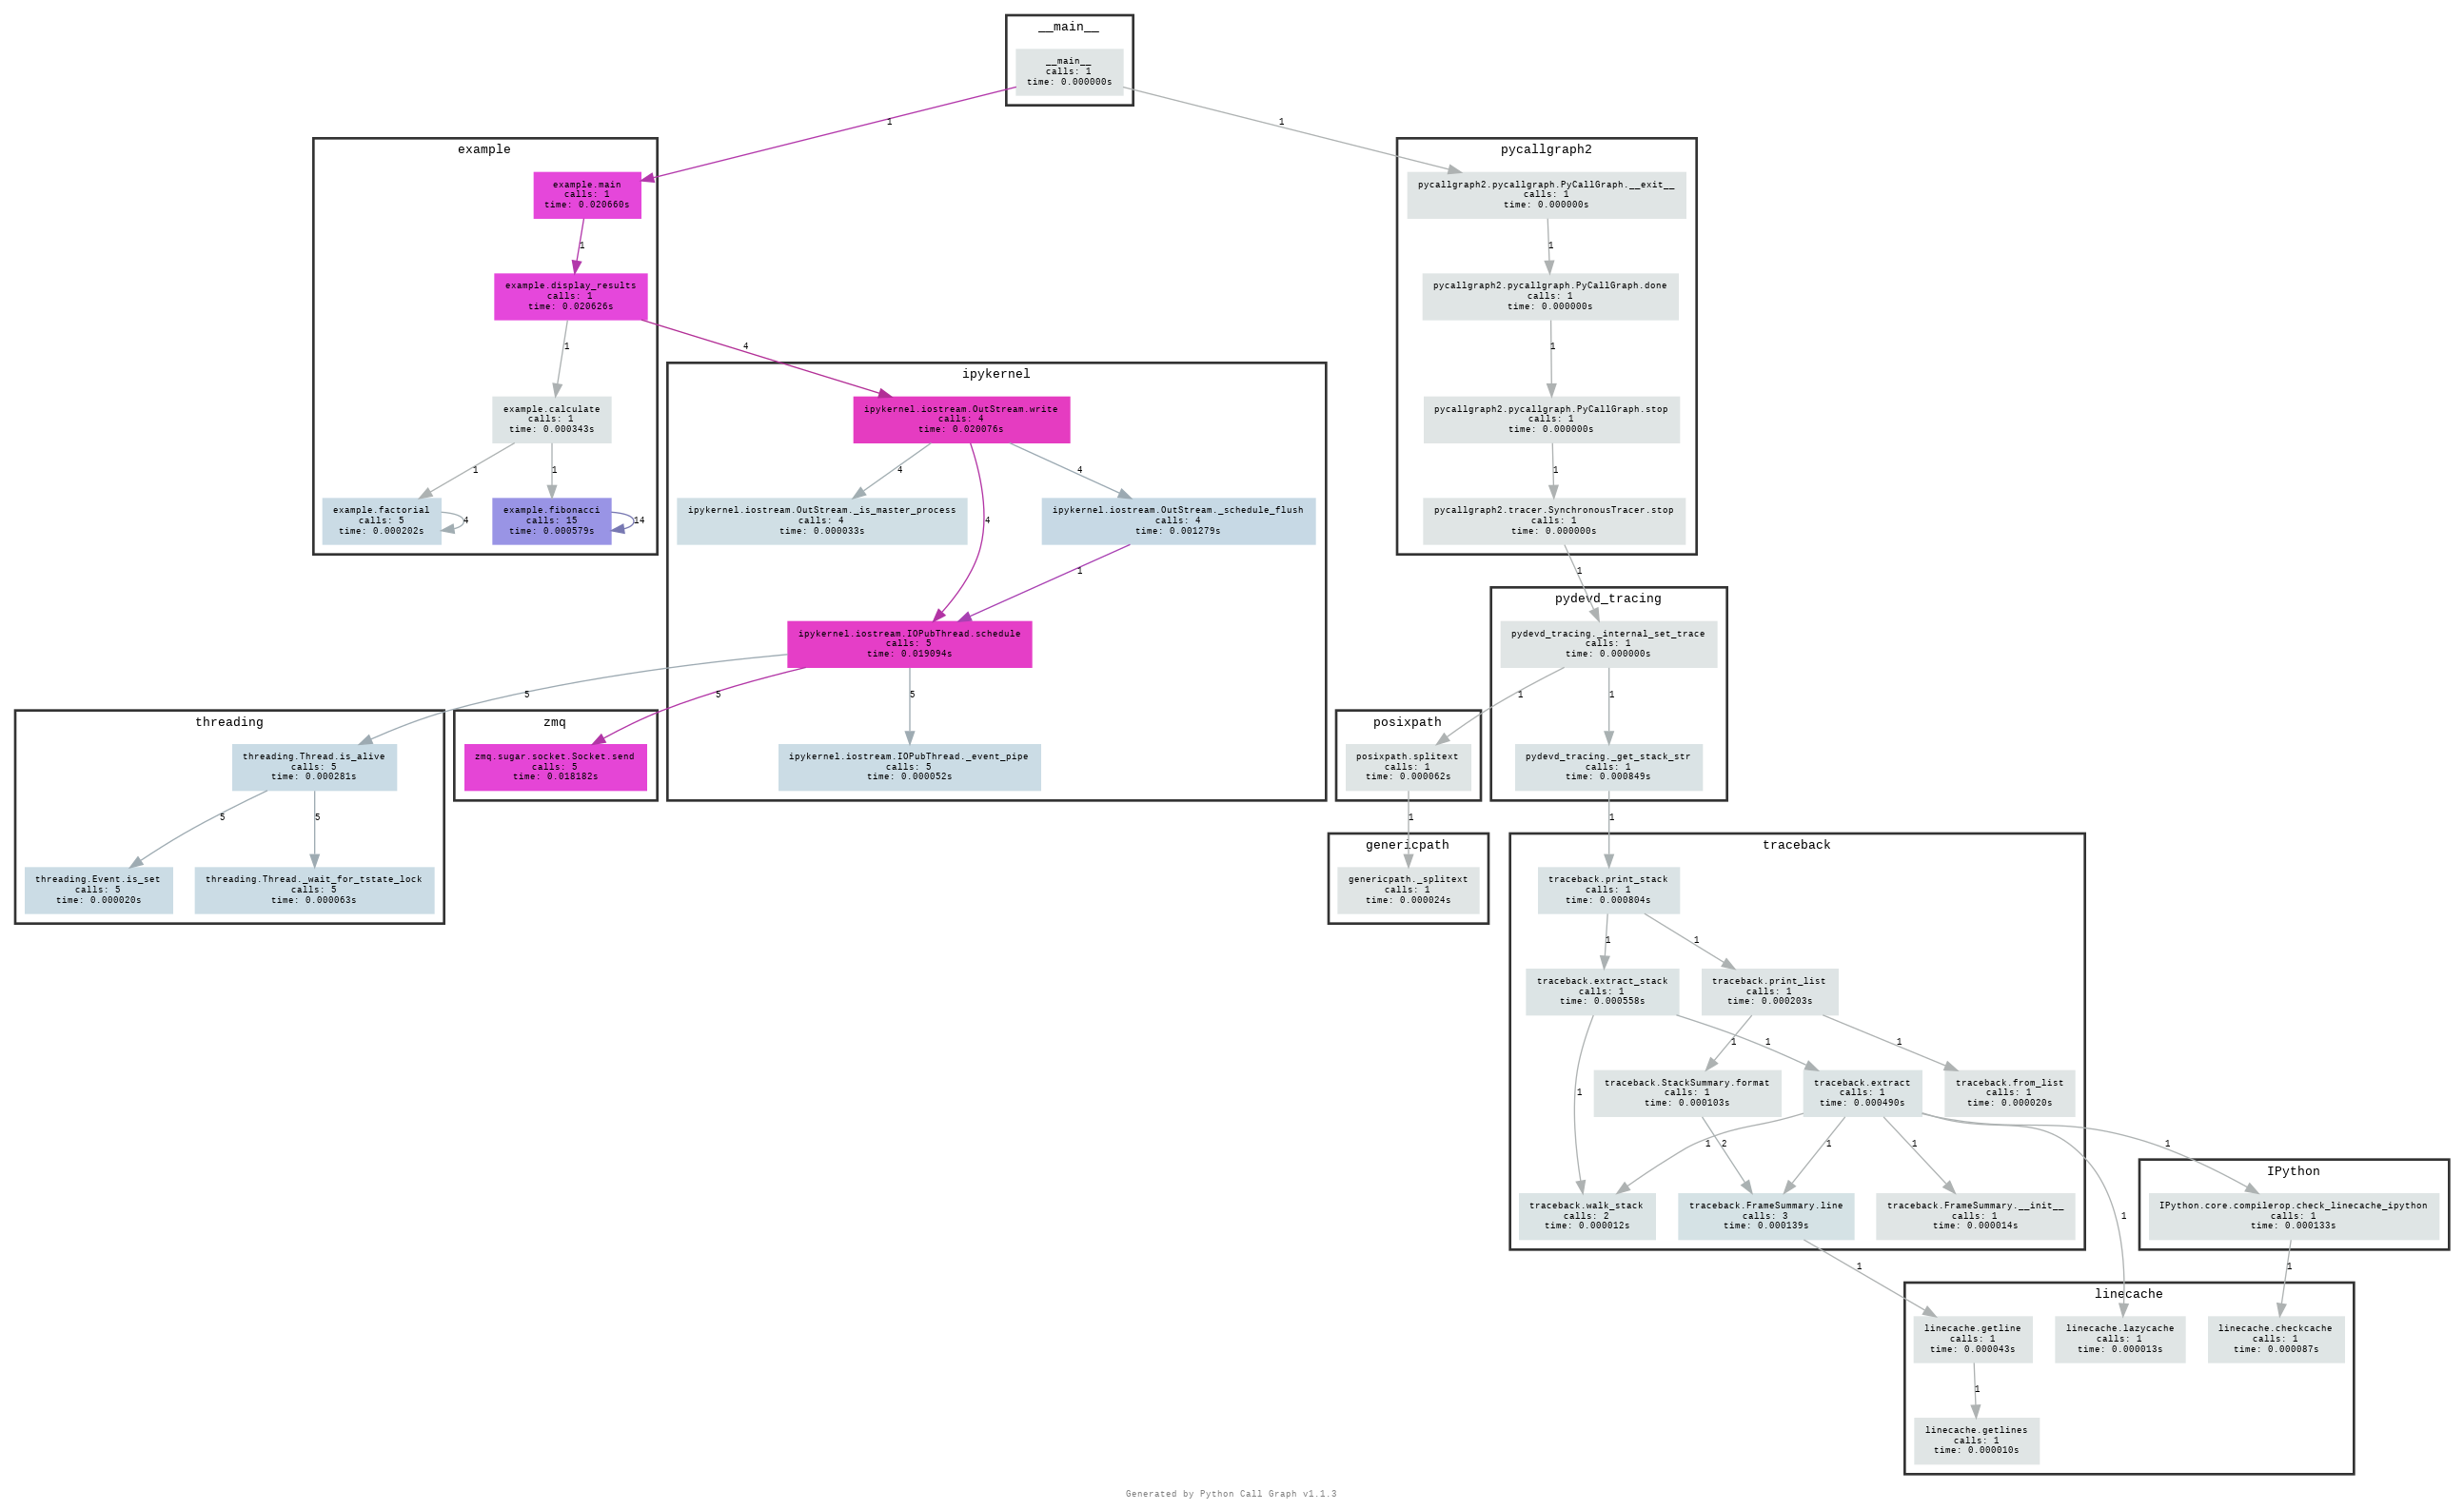 __main__
__main__
calls: 1
time: 0.000000s
1
1
example
example.main
calls: 1
time: 0.020660s
1
example.display_results
calls: 1
time: 0.020626s
1
4
example.calculate
calls: 1
time: 0.000343s
1
1
example.factorial
calls: 5
time: 0.000202s
4
example.fibonacci
calls: 15
time: 0.000579s
14
pycallgraph2
pycallgraph2.pycallgraph.PyCallGraph.__exit__
calls: 1
time: 0.000000s
1
pycallgraph2.pycallgraph.PyCallGraph.done
calls: 1
time: 0.000000s
1
pycallgraph2.pycallgraph.PyCallGraph.stop
calls: 1
time: 0.000000s
1
pycallgraph2.tracer.SynchronousTracer.stop
calls: 1
time: 0.000000s
1
ipykernel
ipykernel.iostream.OutStream.write
calls: 4
time: 0.020076s
4
4
4
ipykernel.iostream.OutStream._is_master_process
calls: 4
time: 0.000033s
ipykernel.iostream.OutStream._schedule_flush
calls: 4
time: 0.001279s
1
ipykernel.iostream.IOPubThread.schedule
calls: 5
time: 0.019094s
5
5
5
ipykernel.iostream.IOPubThread._event_pipe
calls: 5
time: 0.000052s
threading
threading.Thread.is_alive
calls: 5
time: 0.000281s
5
5
threading.Event.is_set
calls: 5
time: 0.000020s
threading.Thread._wait_for_tstate_lock
calls: 5
time: 0.000063s
zmq
zmq.sugar.socket.Socket.send
calls: 5
time: 0.018182s
pydevd_tracing
pydevd_tracing._internal_set_trace
calls: 1
time: 0.000000s
1
1
pydevd_tracing._get_stack_str
calls: 1
time: 0.000849s
1
posixpath
posixpath.splitext
calls: 1
time: 0.000062s
1
genericpath
genericpath._splitext
calls: 1
time: 0.000024s
traceback
traceback.print_stack
calls: 1
time: 0.000804s
1
1
traceback.extract_stack
calls: 1
time: 0.000558s
traceback.print_list
calls: 1
time: 0.000203s
1
1
1
1
traceback.StackSummary.format
calls: 1
time: 0.000103s
traceback.extract
calls: 1
time: 0.000490s
traceback.from_list
calls: 1
time: 0.000020s
1
2
1
1
1
1
traceback.walk_stack
calls: 2
time: 0.000012s
traceback.FrameSummary.line
calls: 3
time: 0.000139s
traceback.FrameSummary.__init__
calls: 1
time: 0.000014s
1
IPython
IPython.core.compilerop.check_linecache_ipython
calls: 1
time: 0.000133s
1
linecache
linecache.getline
calls: 1
time: 0.000043s
linecache.lazycache
calls: 1
time: 0.000013s
linecache.checkcache
calls: 1
time: 0.000087s
1
linecache.getlines
calls: 1
time: 0.000010s
Generated by Python Call Graph v1.1.3